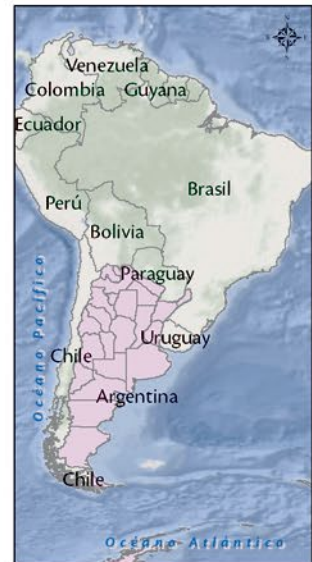 N
Venezuela
Colombia
Guyana
Ecuador
Brasil
Perú
Bolivia
Paraguay
Océano Pacífico
Uruguay
Chile
Argentina
Chile
Océano Atlántico